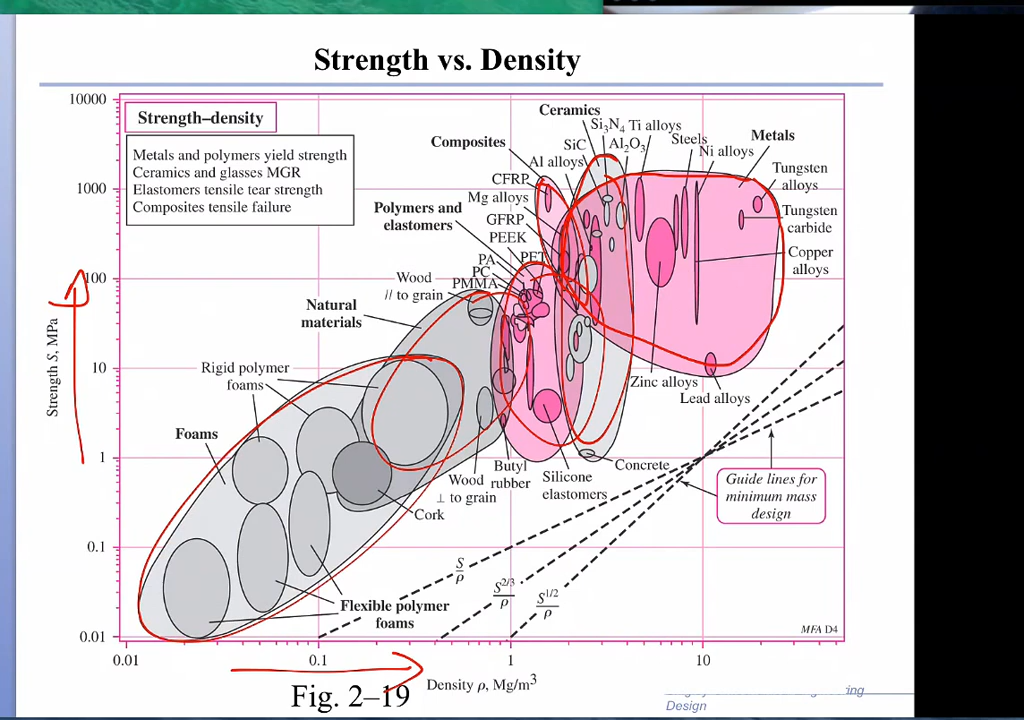 Strength vs. Density
10000
1000
100
10
1
0.1
0.01
Strength S, MPa
Strength–density
Metals and polymers yield strength
Ceramics and glasses MGR
Elastomers tensile tear strength
Composites tensile failure
Ceramics
Si3N4 Ti alloys
Composites
SiC
Al2O3
Steels
Ni alloys
Metals
Al alloys
Tungsten
alloys
CFRP
Mg alloys
Polymers and
elastomers
GFRP
PEEK
Tungsten
carbide
PET
PA
PC
PMMA
Copper
alloys
Wood
// to grain
Natural
materials
Rigid polymer
foams
Zinc alloys
Lead alloys
Foams
Butyl
rubber
Wood
⊥ to grain
Silicone
elastomers
Concrete
Cork
Guide lines for
minimum mass
design
S/ρ
S^2/3/ρ
S^1/2/ρ
Flexible polymer
foams
MFA D4
0.01
0.1
1
10
Density ρ, Mg/m³
Fig. 2–19
Design